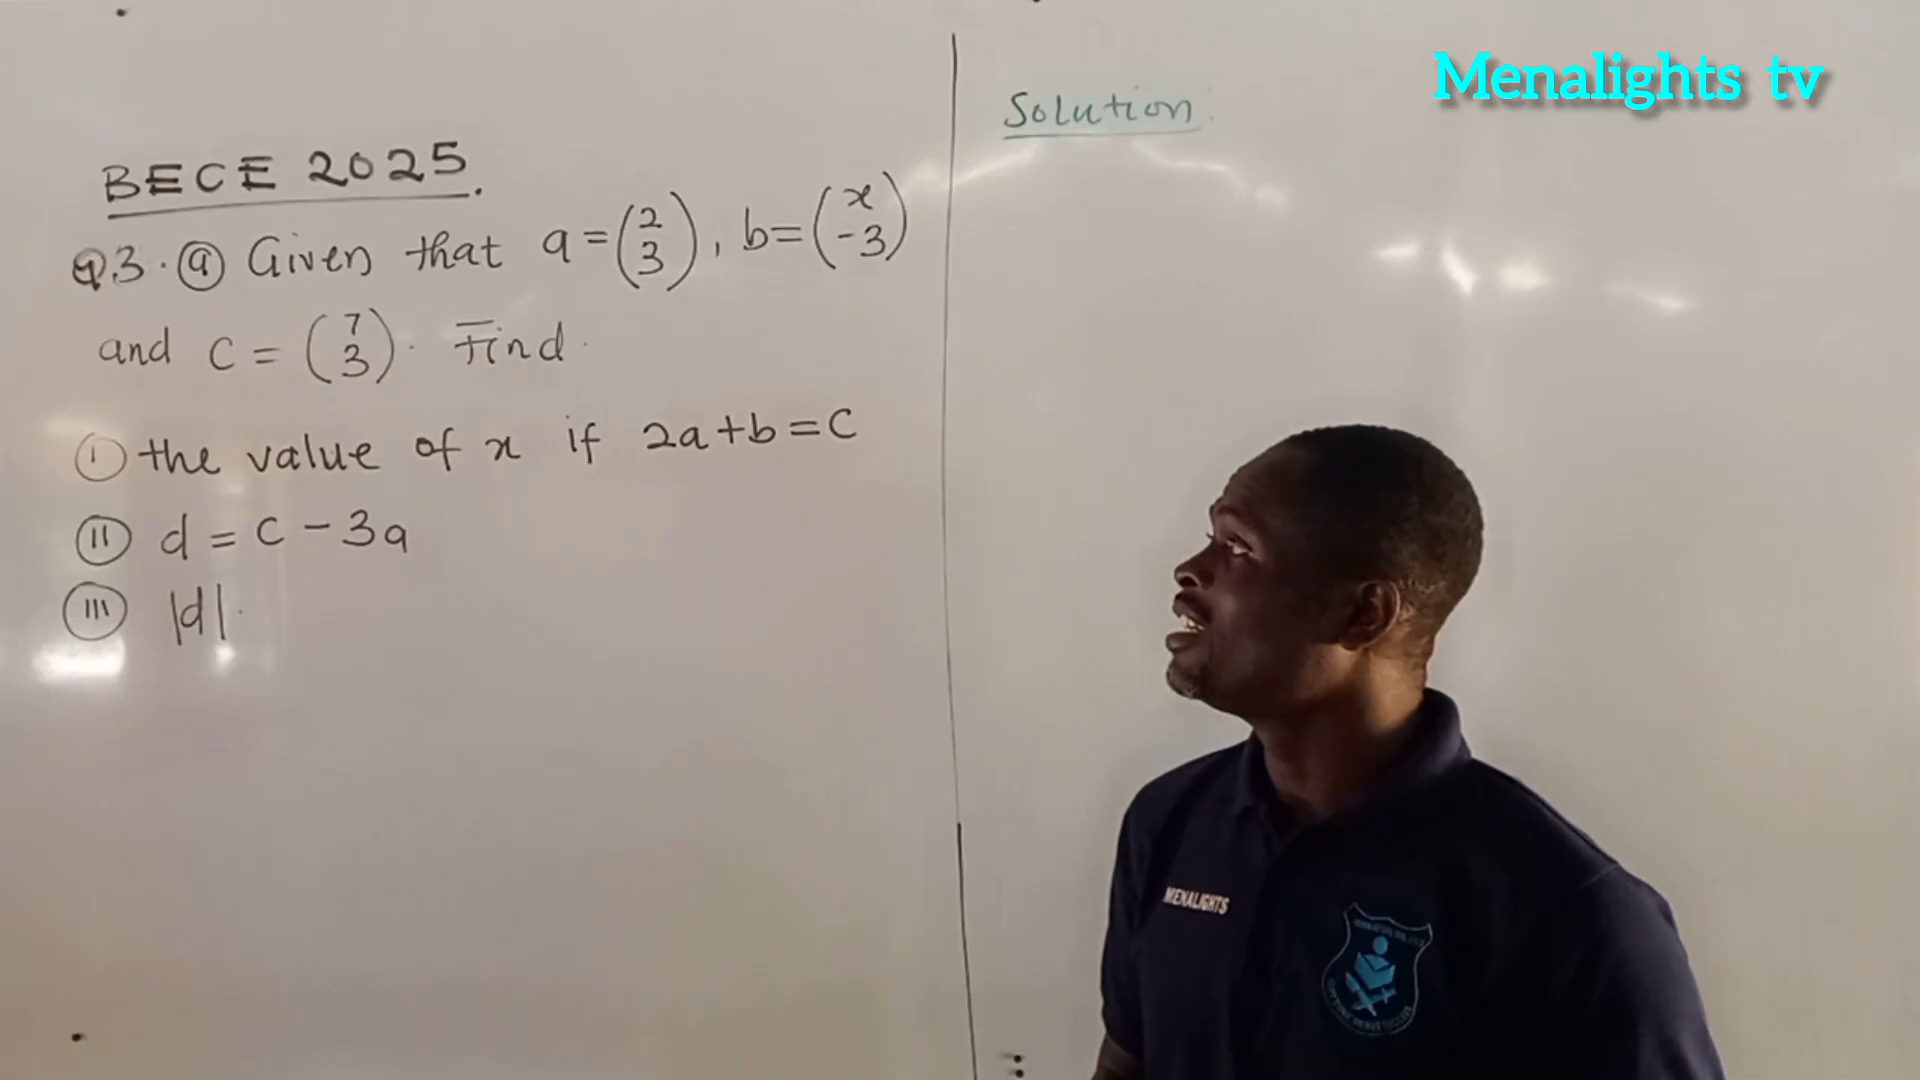 Menalights tv
BECE 2025.
Q3. (a) Given that a = (2 3), b = (x -3)
and c = (7 3). Find
(i) the value of x if 2a+b=c
(ii) d = c - 3a
(iii) |d|.
Solution:
MENALIGHTS